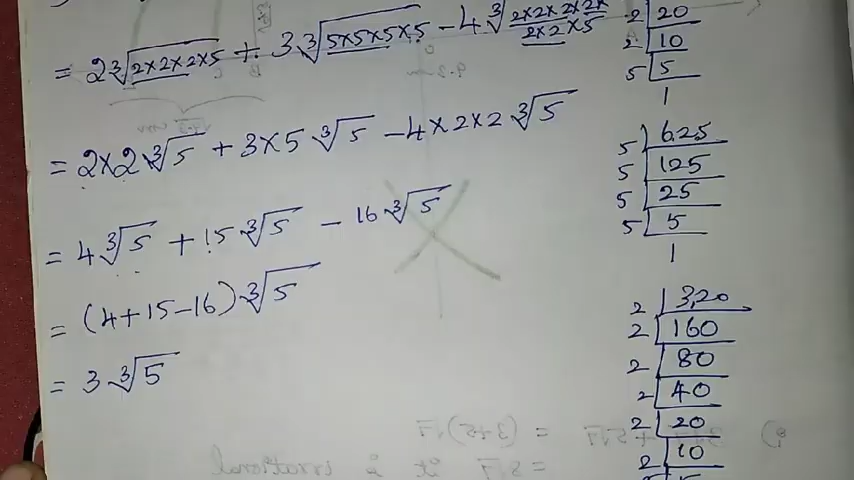 = 2∛(2×2×2×5) + 3∛(5×5×5×5) - 4∛(2×2×2×2×2×2×5)
= 2×2∛5 + 3×5∛5 - 4×2×2∛5
= 4∛5 + 15∛5 - 16∛5
= (4+15-16)∛5
= 3∛5
2 | 20
2 | 10
5 | 5
1
5 | 625
5 | 125
5 | 25
5 | 5
1
2 | 320
2 | 160
2 | 80
2 | 40
2 | 20
2 | 10